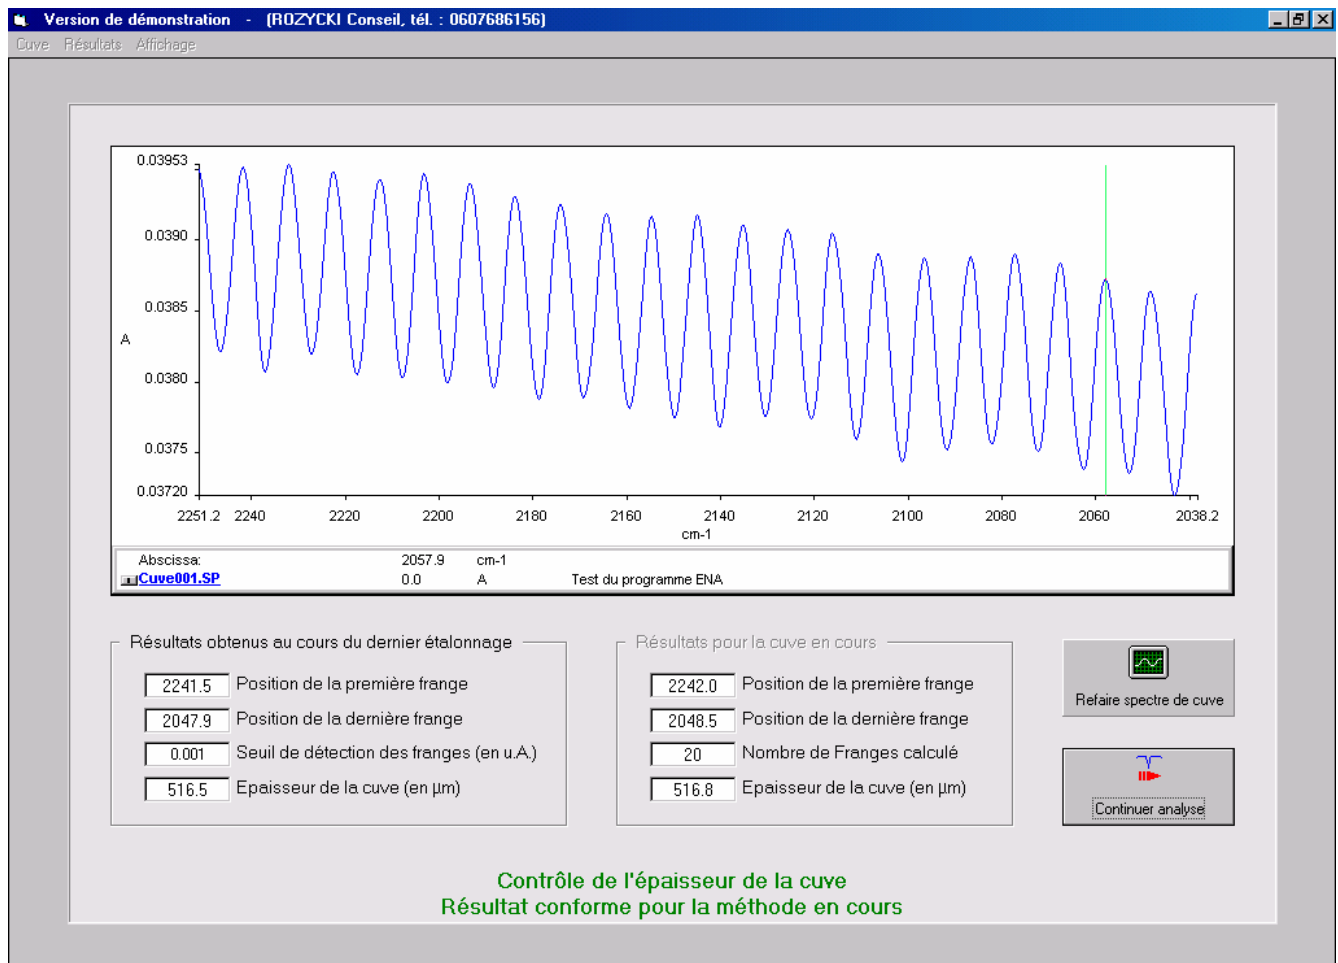 Version de démonstration - (ROZYCKI Conseil, tél. : 0607686156)
Cuve Résultats Affichage
0.03953
0.0390
0.0385
A
0.0380
0.0375
0.03720
2251.2 2240 2220 2200 2180 2160 2140 2120 2100 2080 2060 2038.2
cm-1
Abscissa: 2057.9 cm-1
Cuve001.SP 0.0 A Test du programme ENA
Résultats obtenus au cours du dernier étalonnage
2241.5 Position de la première frange
2047.9 Position de la dernière frange
0.001 Seuil de détection des franges (en u.A.)
516.5 Epaisseur de la cuve (en µm)
Résultats pour la cuve en cours
2242.0 Position de la première frange
2048.5 Position de la dernière frange
20 Nombre de Franges calculé
516.8 Epaisseur de la cuve (en µm)
Refaire spectre de cuve
Continuer analyse
Contrôle de l'épaisseur de la cuve
Résultat conforme pour la méthode en cours